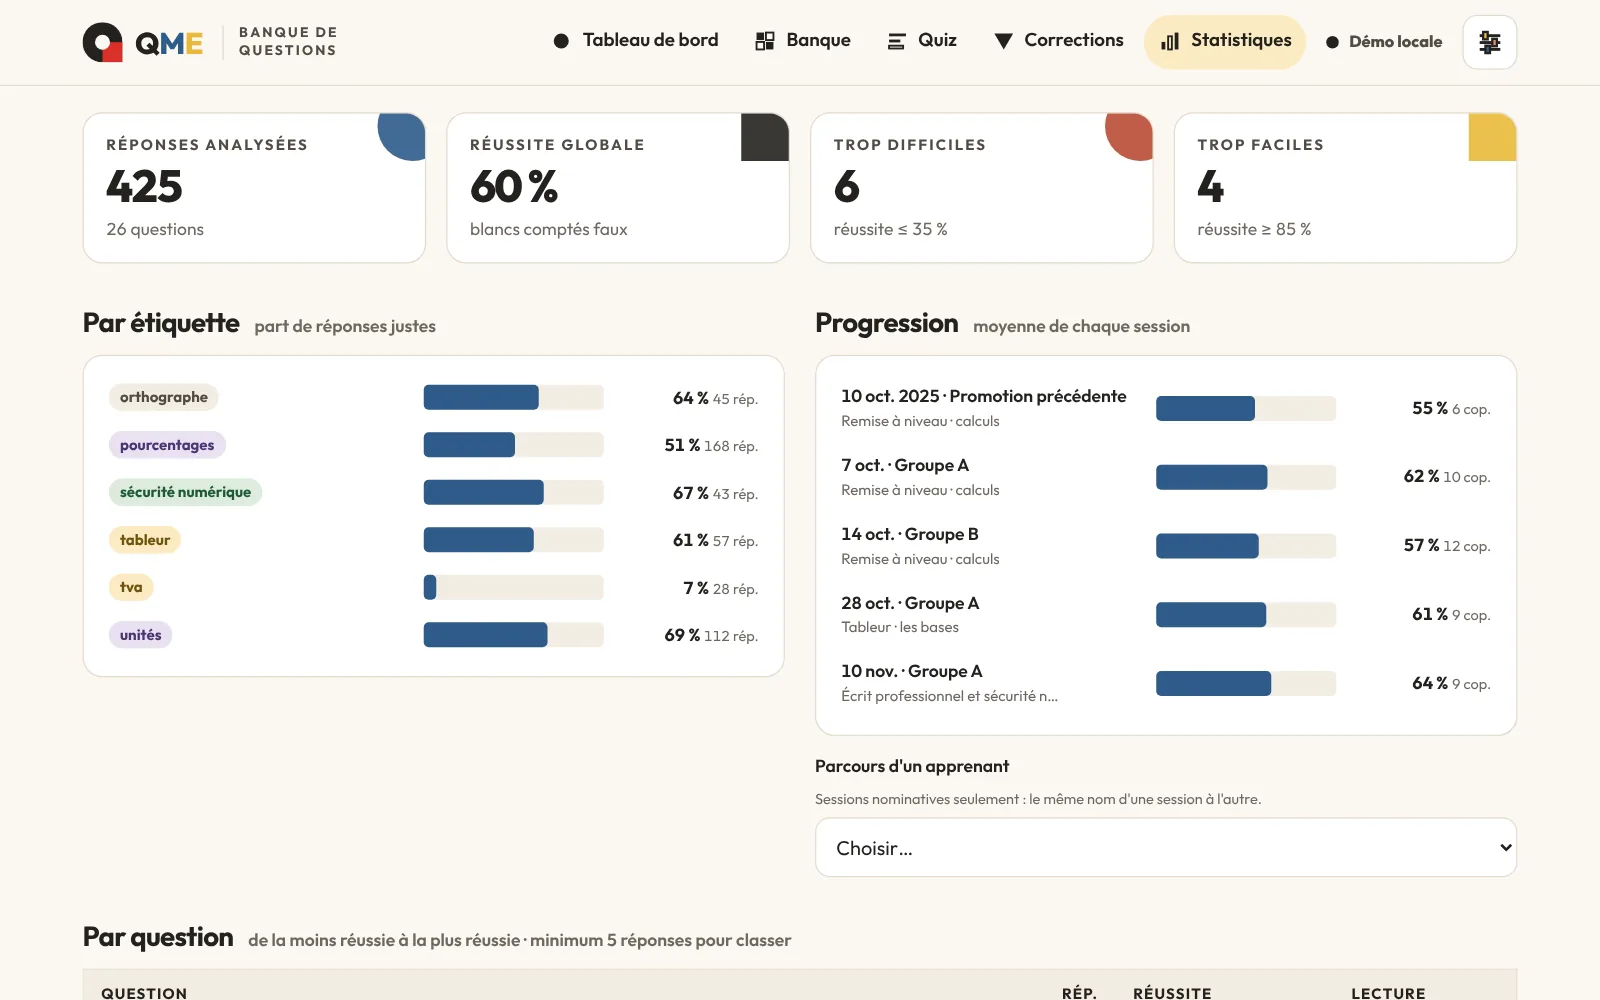 QME
BANQUE DE
QUESTIONS
Tableau de bord
Banque
Quiz
Corrections
Statistiques
Démo locale
RÉPONSES ANALYSÉES
425
26 questions
RÉUSSITE GLOBALE
60 %
blancs comptés faux
TROP DIFFICILES
6
réussite ≤ 35 %
TROP FACILES
4
réussite ≥ 85 %
Par étiquette part de réponses justes
orthographe 64 % 45 rép.
pourcentages 51 % 168 rép.
sécurité numérique 67 % 43 rép.
tableur 61 % 57 rép.
tva 7 % 28 rép.
unités 69 % 112 rép.
Progression moyenne de chaque session
10 oct. 2025 · Promotion précédente
Remise à niveau · calculs
55 % 6 cop.
7 oct. · Groupe A
Remise à niveau · calculs
62 % 10 cop.
14 oct. · Groupe B
Remise à niveau · calculs
57 % 12 cop.
28 oct. · Groupe A
Tableur · les bases
61 % 9 cop.
10 nov. · Groupe A
Écrit professionnel et sécurité n…
64 % 9 cop.
Parcours d'un apprenant
Sessions nominatives seulement : le même nom d'une session à l'autre.
Choisir…
Par question de la moins réussie à la plus réussie · minimum 5 réponses pour classer
QUESTION RÉP. RÉUSSITE LECTURE